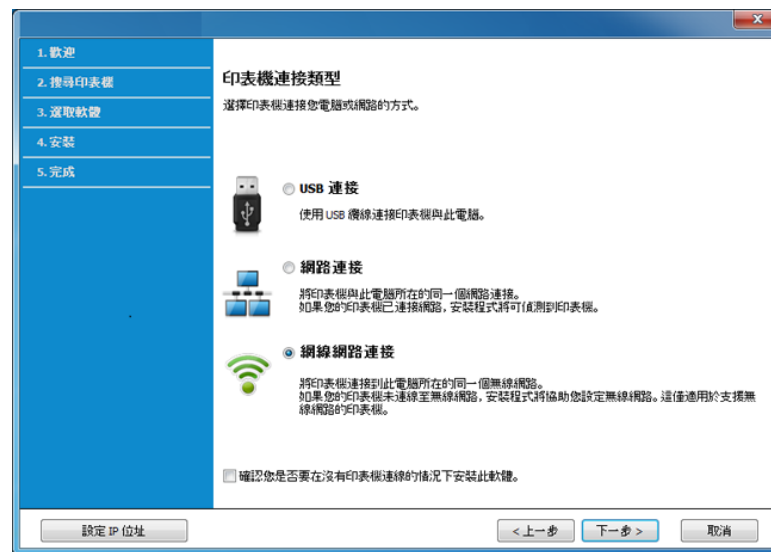 1. 歡迎
2. 搜尋印表機
3. 選取軟體
4. 安裝
5. 完成
印表機連接類型
選擇印表機連接您電腦或網路的方式。
USB 連接
使用 USB 纜線連接印表機與此電腦。
網路連接
將印表機與此電腦所在的同一個網路連接。
如果您的印表機已連接網路, 安裝程式將可偵測到印表機。
網線網路連接
將印表機連接到此電腦所在的同一個無線網路。
如果您的印表機未連線至無線網路, 安裝程式將協助您設定無線網路。這僅適用於支援無
線網路的印表機。
確認您是否要在沒有印表機連線的情況下安裝此軟體。
設定 IP 位址
< 上一步
下一步 >
取消